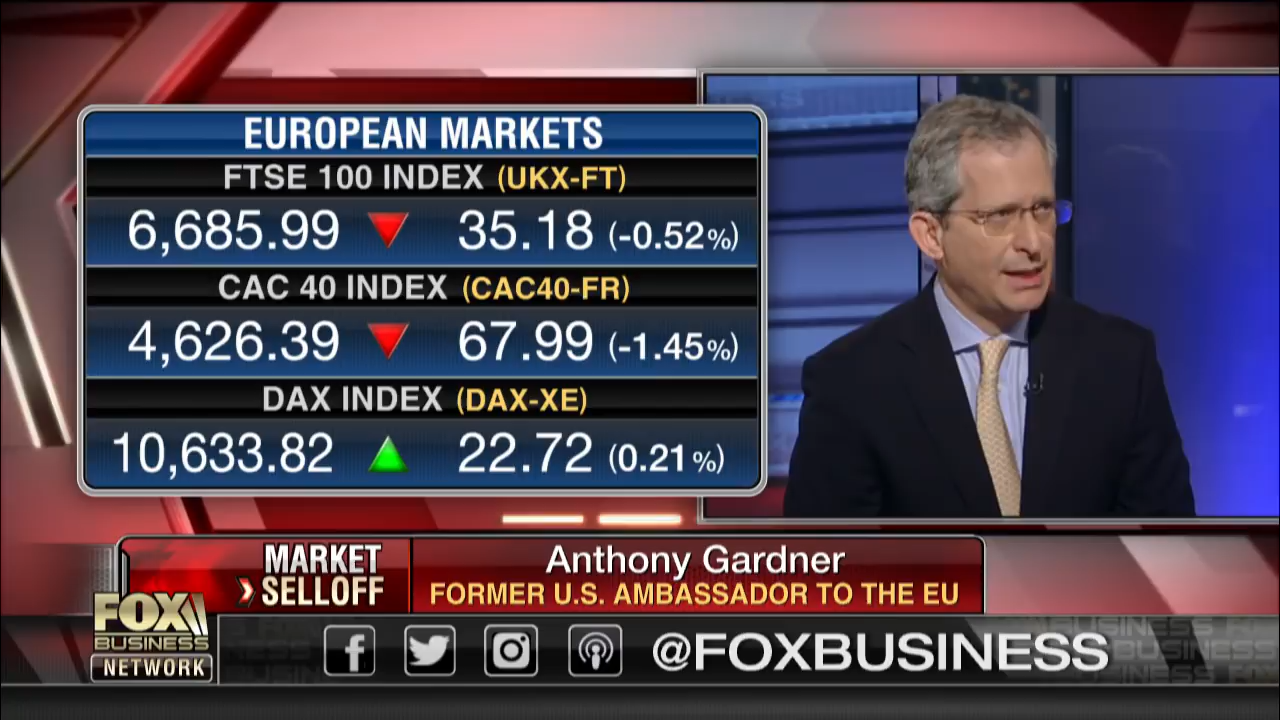 EUROPEAN MARKETS
FTSE 100 INDEX (UKX-FT)
6,685.99 ▼ 35.18 (-0.52%)
CAC 40 INDEX (CAC40-FR)
4,626.39 ▼ 67.99 (-1.45%)
DAX INDEX (DAX-XE)
10,633.82 ▲ 22.72 (0.21%)
MARKET
SELLOFF
Anthony Gardner
FORMER U.S. AMBASSADOR TO THE EU
FOX
BUSINESS
NETWORK
@FOXBUSINESS